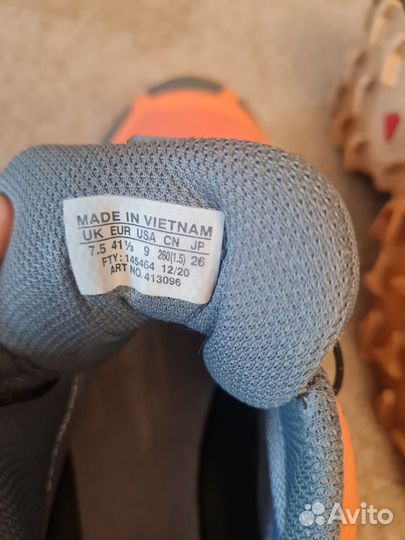 MADE IN VIETNAM
UK EUR USA CN JP
7.5 41⅓ 9 260(1.5) 26
FTY: 145464 12/20
ART NO. 413096
Avito